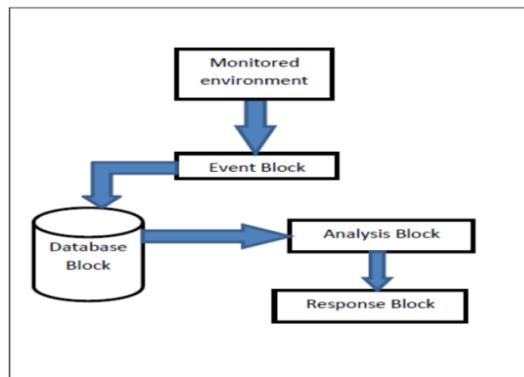 Monitored
environment
Event Block
Database
Block
Analysis Block
Response Block